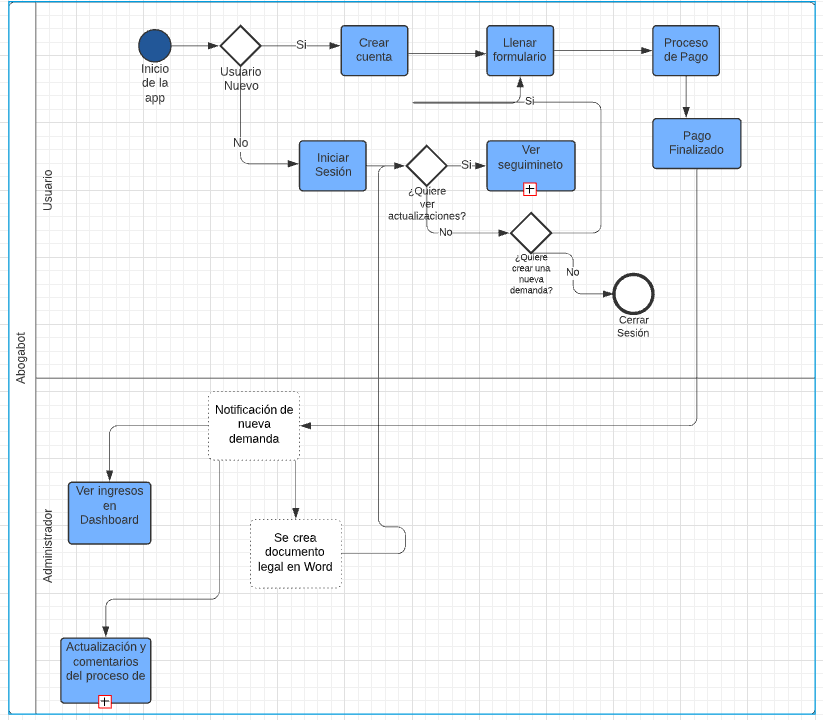 Abogabot
Usuario
Inicio
de la
app
Usuario
Nuevo
Si
Crear
cuenta
Llenar
formulario
Proceso
de Pago
Si
No
Iniciar
Sesión
¿Quiere
ver
actualizaciones?
Si
Ver
seguimineto
Pago
Finalizado
No
¿Quiere
crear una
nueva
demanda?
No
Cerrar
Sesión
Administrador
Notificación de
nueva
demanda
Ver ingresos
en
Dashboard
Se crea
documento
legal en Word
Actualización y
comentarios
del proceso de